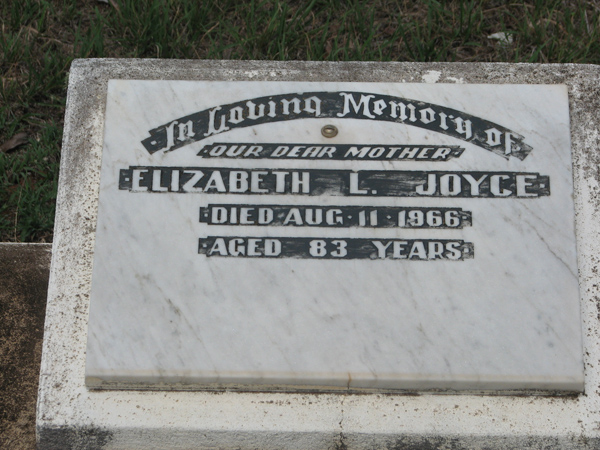 In Loving Memory of
OUR DEAR MOTHER
ELIZABETH L. JOYCE
DIED AUG. 11. 1966
AGED 83 YEARS